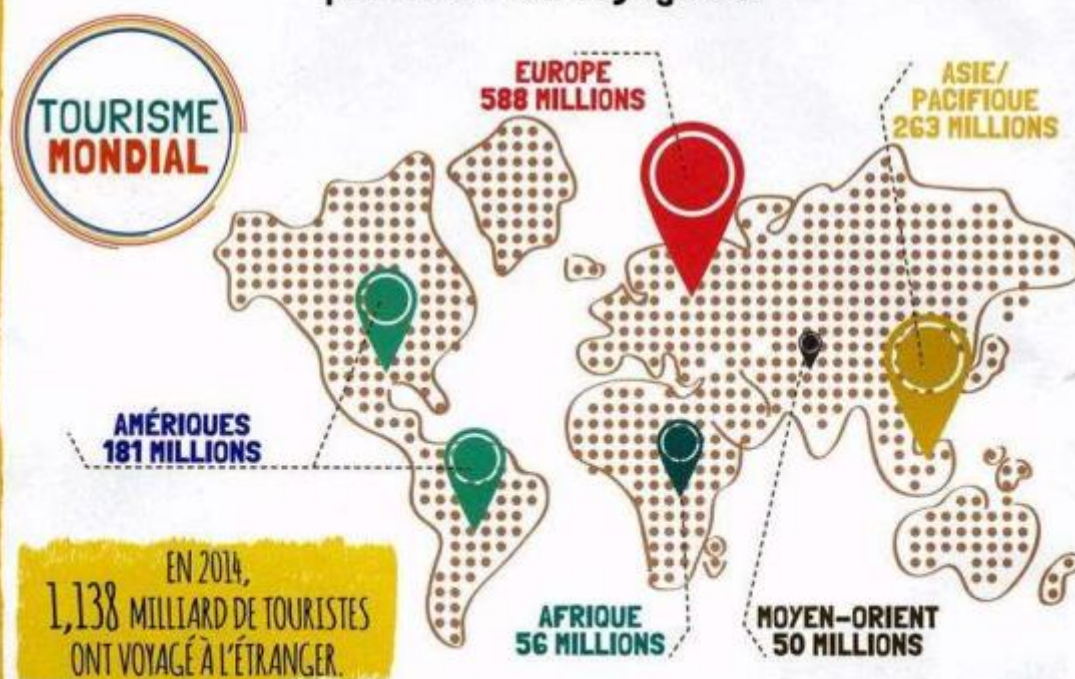 TOURISME
MONDIAL
EUROPE
588 MILLIONS
ASIE/
PACIFIQUE
263 MILLIONS
AMÉRIQUES
181 MILLIONS
EN 2014,
1,138 MILLIARD DE TOURISTES
ONT VOYAGÉ À L'ÉTRANGER.
AFRIQUE
56 MILLIONS
MOYEN-ORIENT
50 MILLIONS